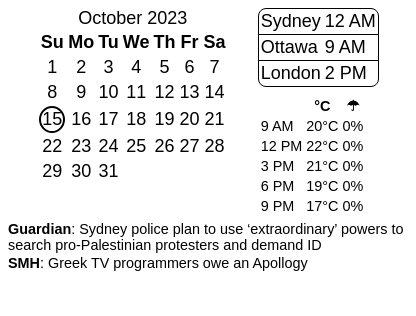 October 2023
Su Mo Tu We Th Fr Sa
1 2 3 4 5 6 7
8 9 10 11 12 13 14
15 16 17 18 19 20 21
22 23 24 25 26 27 28
29 30 31
Sydney 12 AM
Ottawa 9 AM
London 2 PM
°C ☂
9 AM 20°C 0%
12 PM 22°C 0%
3 PM 21°C 0%
6 PM 19°C 0%
9 PM 17°C 0%
Guardian: Sydney police plan to use ‘extraordinary’ powers to
search pro-Palestinian protesters and demand ID
SMH: Greek TV programmers owe an Apollogy